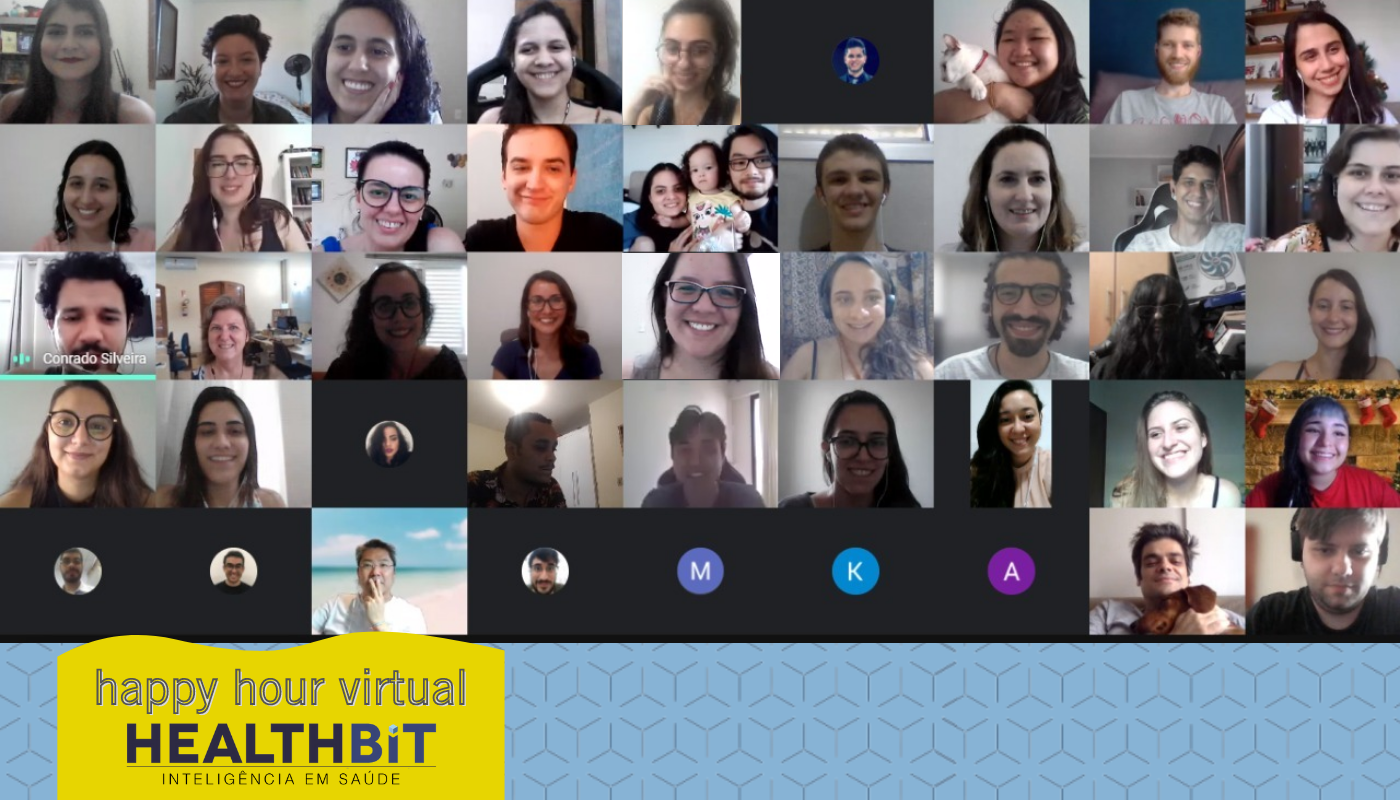 Conrado Silveira
M
K
A
happy hour virtual
HEALTHBiT
INTELIGÊNCIA EM SAÚDE